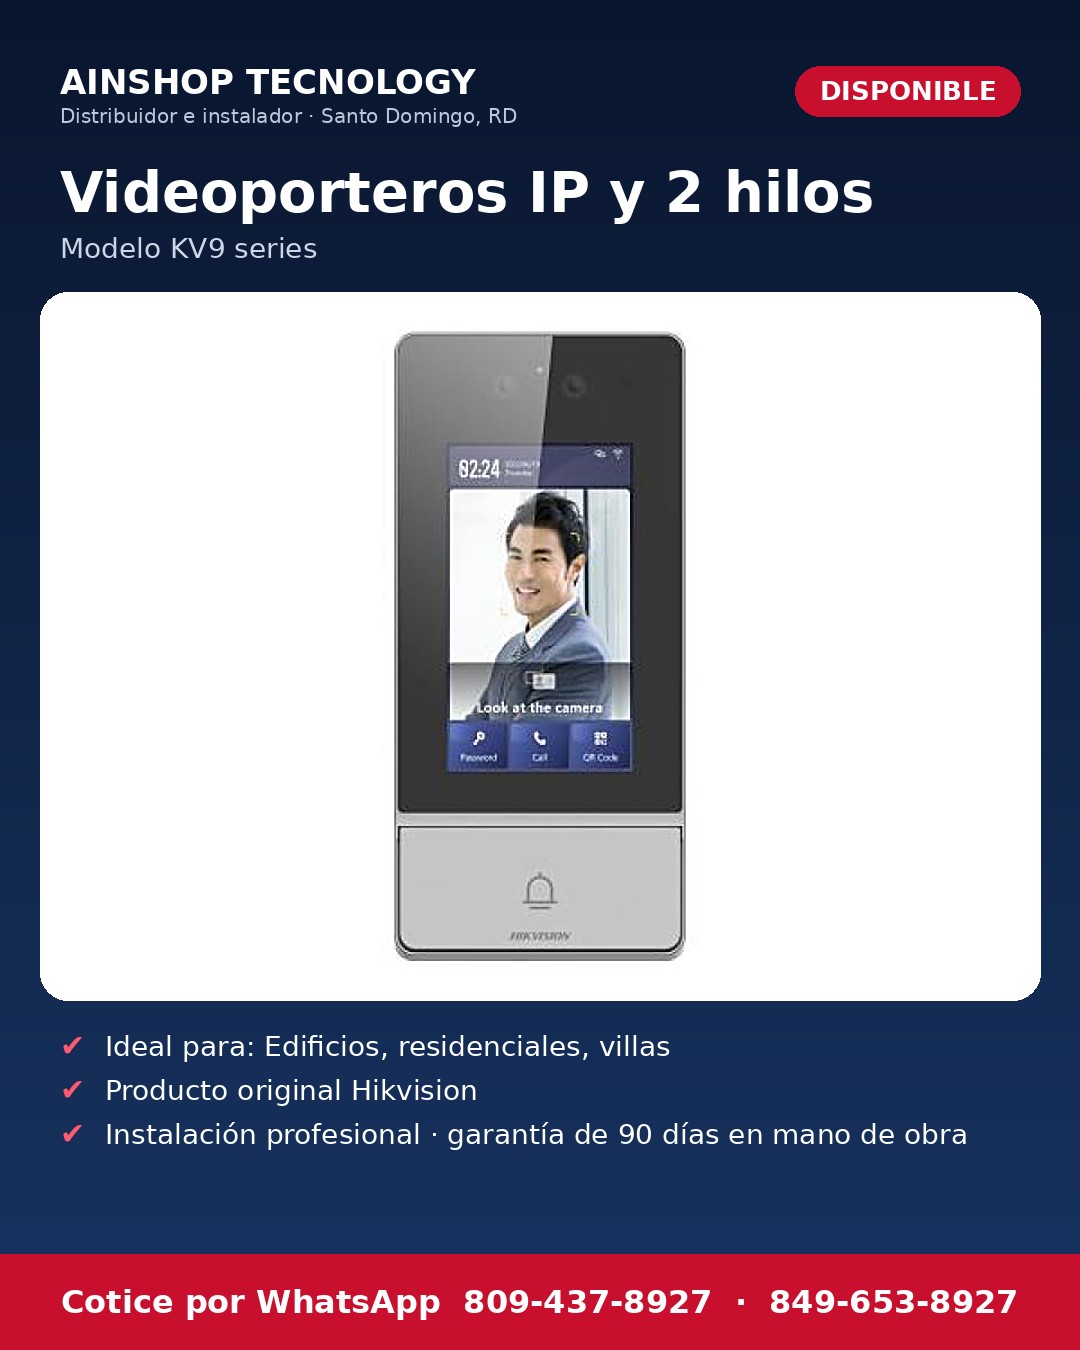 AINSHOP TECNOLOGY
Distribuidor e instalador · Santo Domingo, RD
DISPONIBLE
Videoporteros IP y 2 hilos
Modelo KV9 series
02:24
Look at the camera
Password Call QR Code
HIKVISION
✔ Ideal para: Edificios, residenciales, villas
✔ Producto original Hikvision
✔ Instalación profesional · garantía de 90 días en mano de obra
Cotice por WhatsApp 809-437-8927 · 849-653-8927